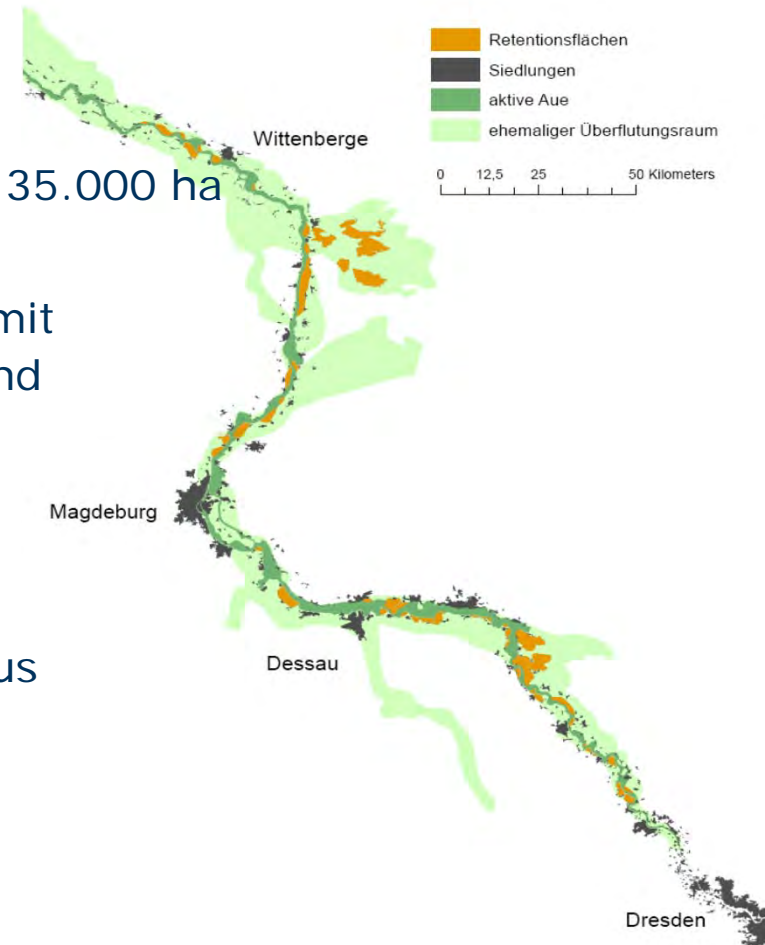 Retentionsflächen
Siedlungen
aktive Aue
ehemaliger Überflutungsraum
0 12,5 25 50 Kilometers
Wittenberge
35.000 ha
mit
nd
Magdeburg
us
Dessau
Dresden